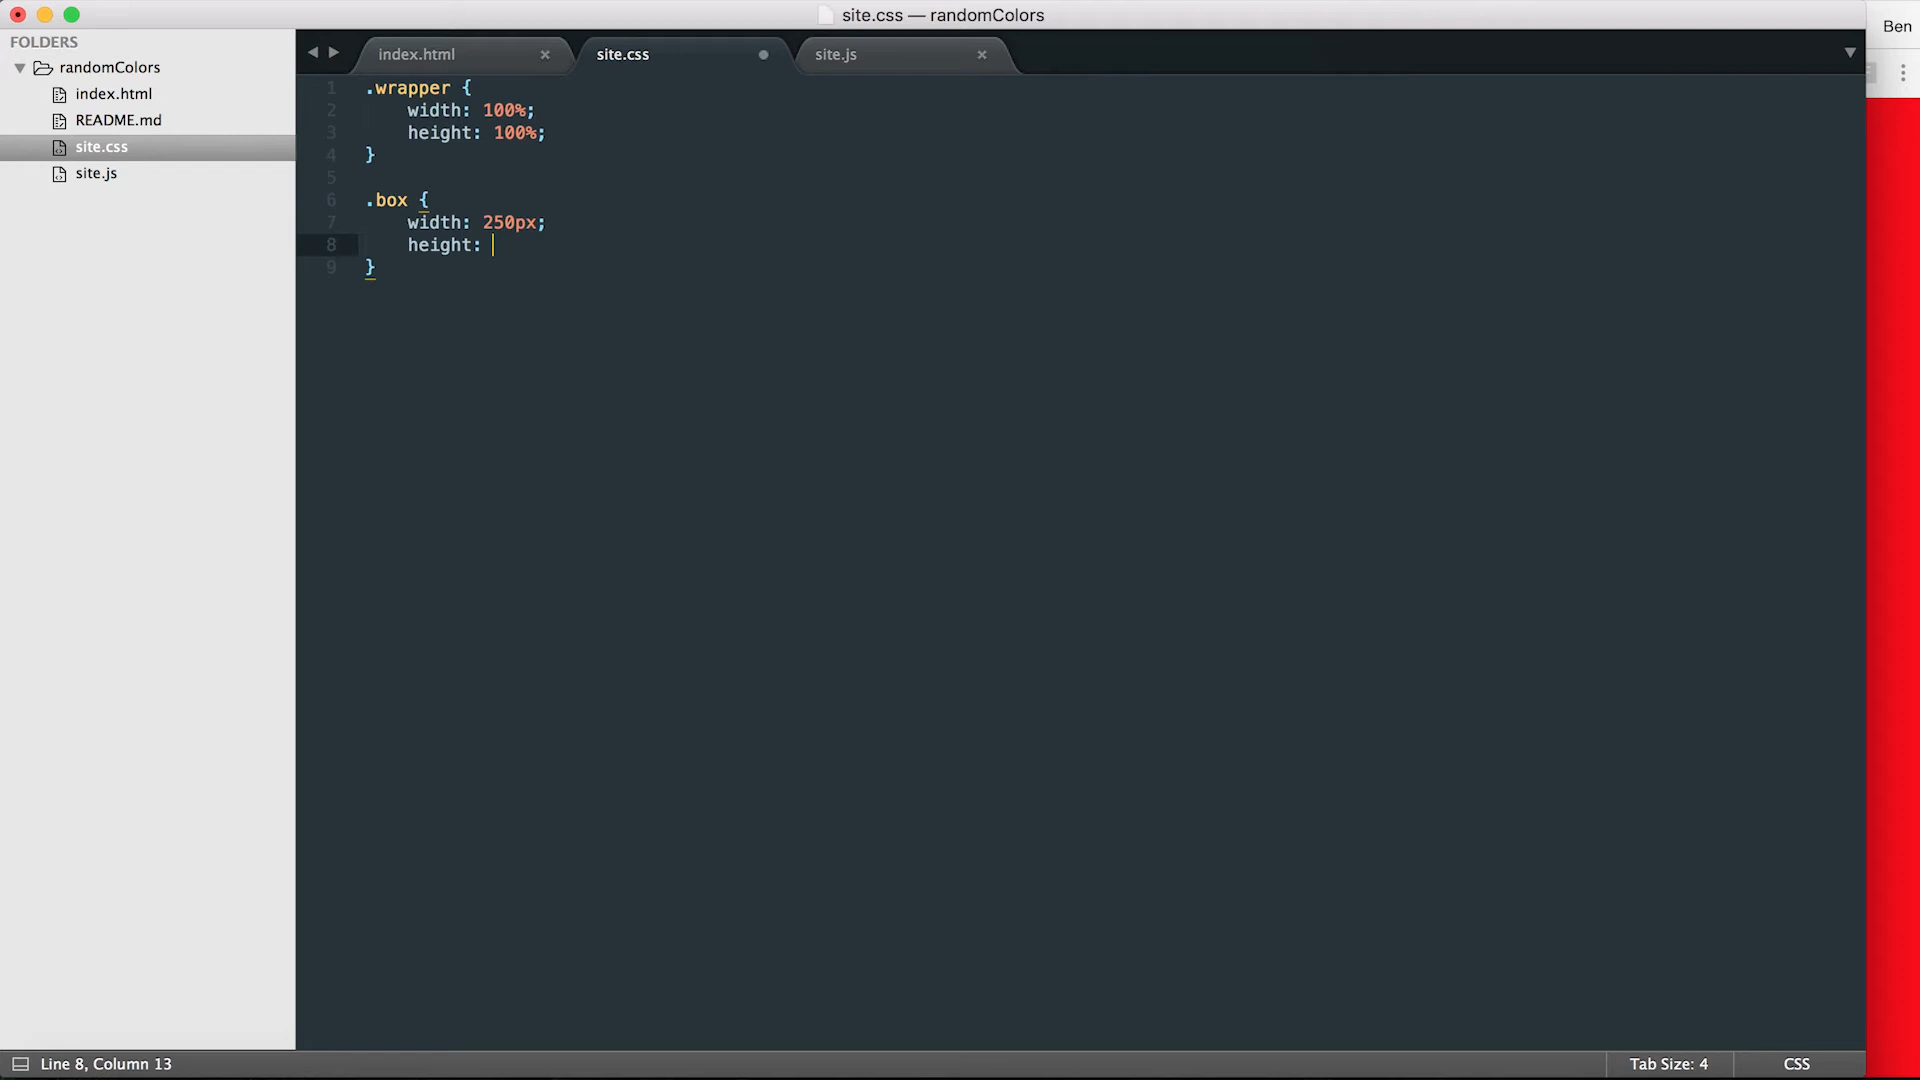 site.css — randomColors
Ben
FOLDERS
randomColors
index.html
README.md
site.css
site.js
index.html
site.css
site.js
1 .wrapper {
2 width: 100%;
3 height: 100%;
4 }
5
6 .box {
7 width: 250px;
8 height:
9 }
Line 8, Column 13
Tab Size: 4
CSS